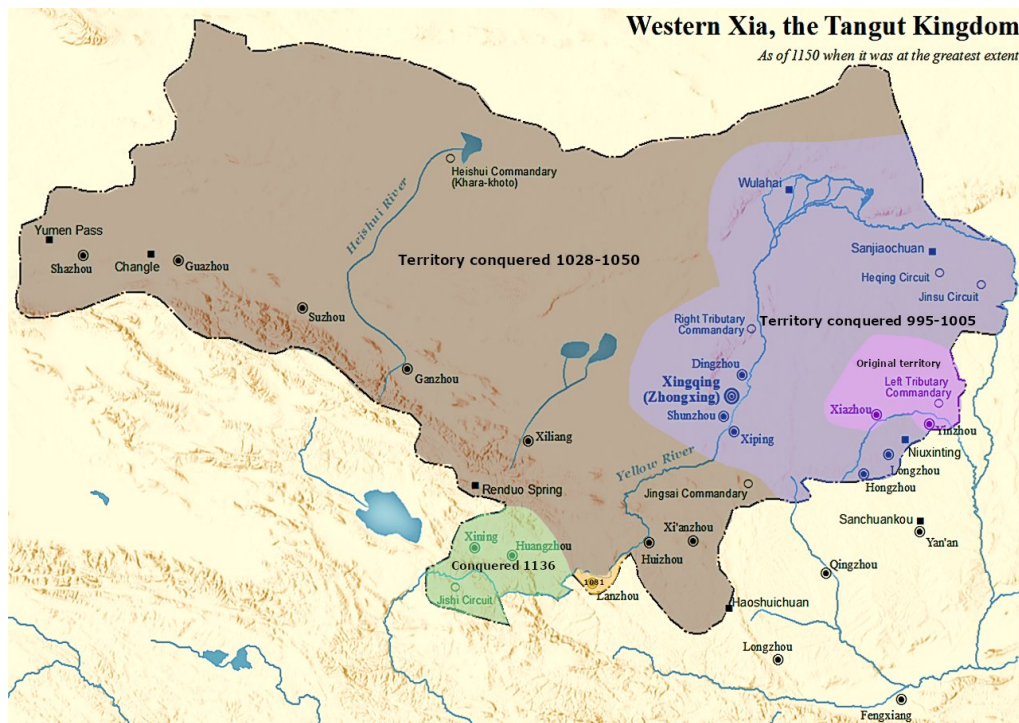 Western Xia, the Tangut Kingdom
As of 1150 when it was at the greatest extent
Heishui Commandary
(Khara-khoto)
Heishui River
Wulahai
Yumen Pass
Shazhou
Changle
Guazhou
Territory conquered 1028-1050
Sanjiaochuan
Heqing Circuit
Jinsu Circuit
Suzhou
Right Tributary
Commandary
Territory conquered 995-1005
Ganzhou
Dingzhou
Xingqing
(Zhongxing)
Shunzhou
Xiping
Original territory
Left Tributary
Commandary
Xiazhou
Yinzhou
Xiliang
Niuxinting
Yellow River
Longzhou
Hongzhou
Renduo Spring
Jingsai Commandary
Sanchuankou
Yan'an
Xining
Huangzhou
Xi'anzhou
Huizhou
Conquered 1136
Qingzhou
1081
Lanzhou
Jishi Circuit
Haoshuichuan
Longzhou
Fengxiang